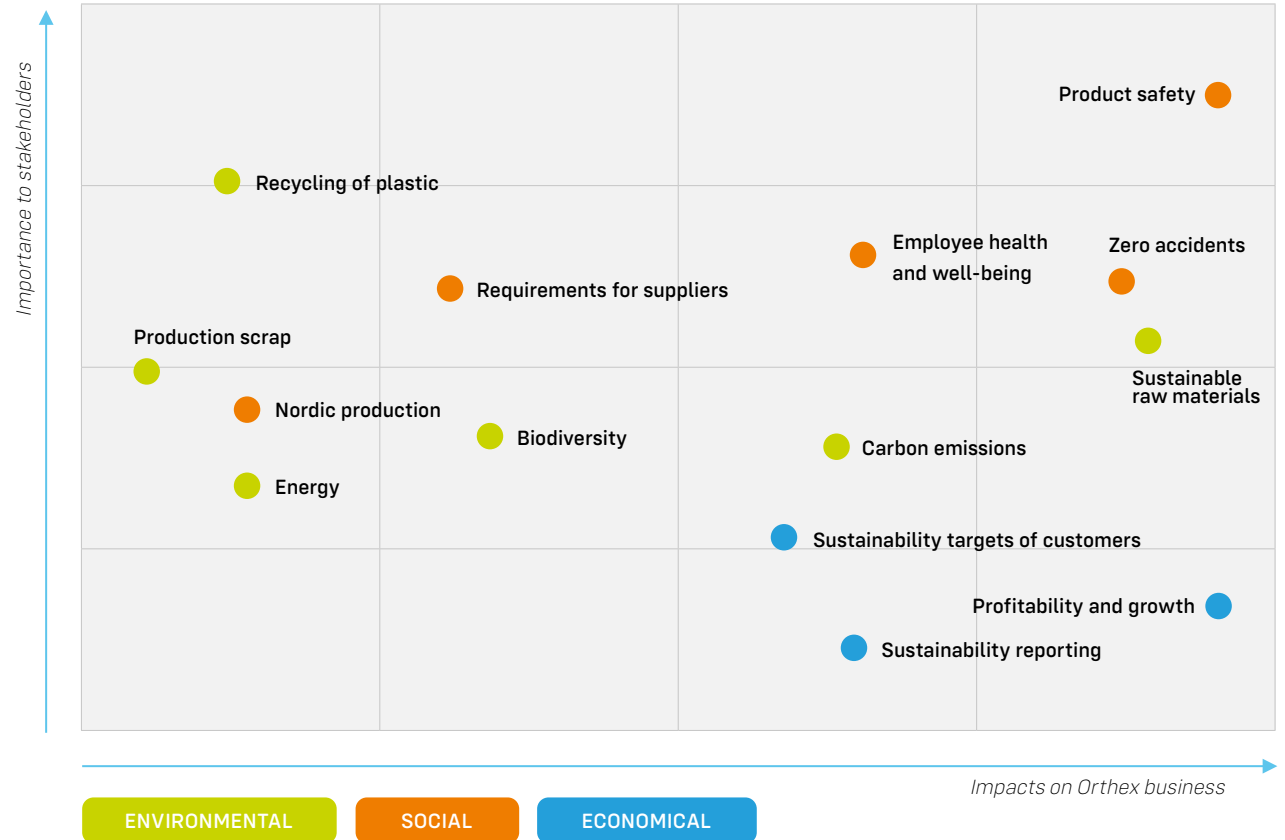 Importance to stakeholders
Product safety
Recycling of plastic
Employee health
and well-being
Zero accidents
Requirements for suppliers
Production scrap
Sustainable
raw materials
Nordic production
Biodiversity
Carbon emissions
Energy
Sustainability targets of customers
Profitability and growth
Sustainability reporting
Impacts on Orthex business
ENVIRONMENTAL
SOCIAL
ECONOMICAL